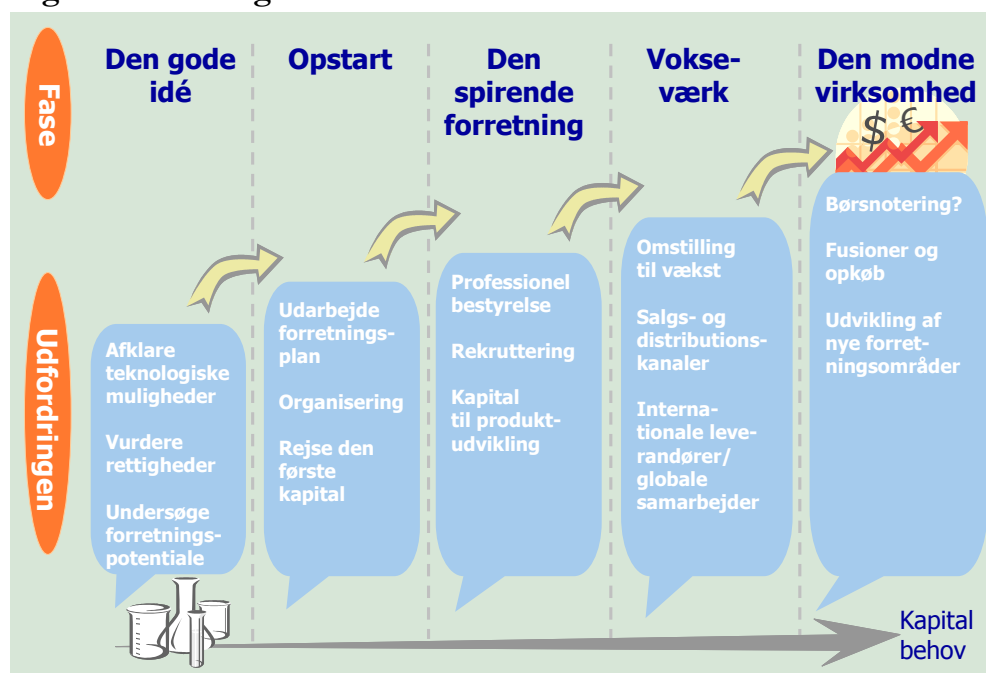 Fase
Den gode
idé
Opstart
Den
spirende
forretning
Vokse-
værk
Den modne
virksomhed
$ €
Udfordringen
Afklare
teknologiske
muligheder
Vurdere
rettigheder
Undersøge
forretnings-
potentiale
Udarbejde
forretnings-
plan
Organisering
Rejse den
første
kapital
Professionel
bestyrelse
Rekruttering
Kapital
til produkt-
udvikling
Omstilling
til vækst
Salgs- og
distributions-
kanaler
Interna-
tionale leve-
randører/
globale
samarbejder
Børsnotering?
Fusioner og
opkøb
Udvikling af
nye forret-
ningsområder
Kapital
behov